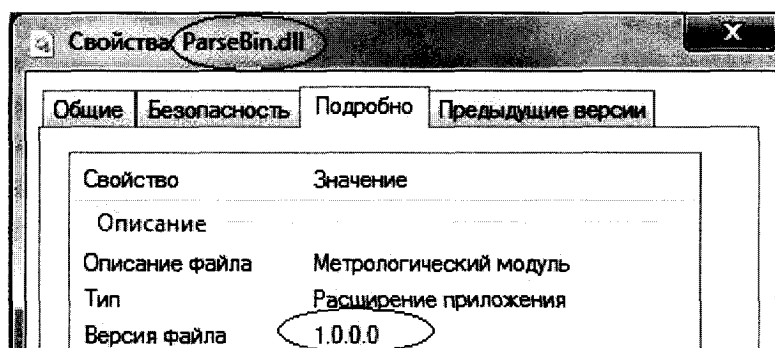 Свойства: ParseBin.dll
X
Общие Безопасность Подробно Предыдущие версии
Свойство Значение
Описание
Описание файла Метрологический модуль
Тип Расширение приложения
Версия файла 1.0.0.0